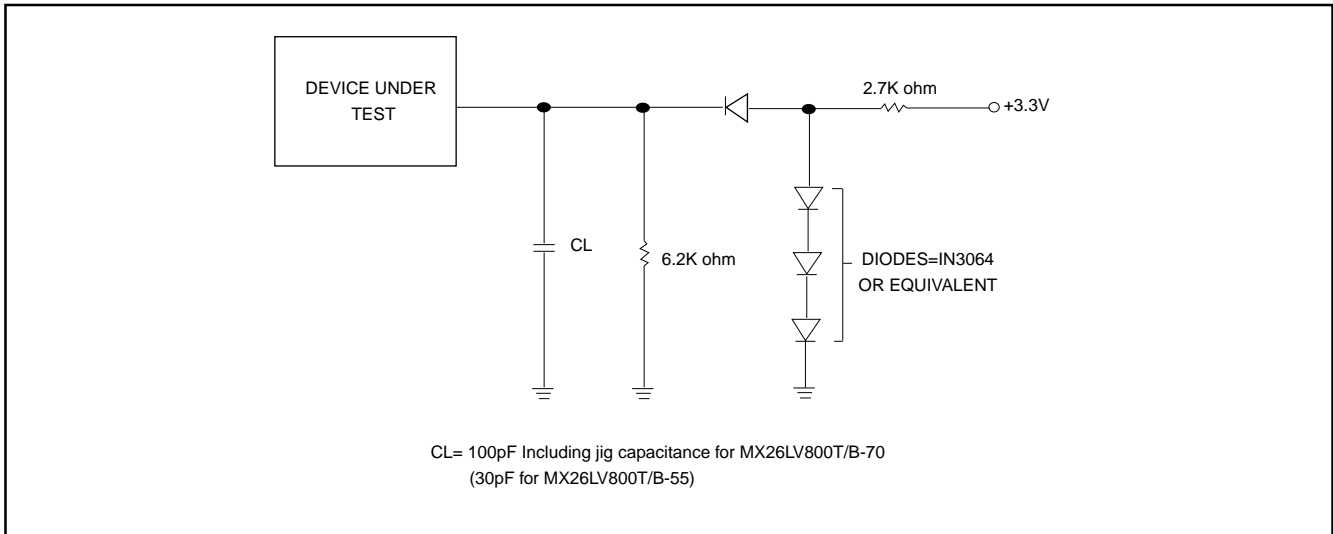 DEVICE UNDER
TEST
2.7K ohm
+3.3V
CL
6.2K ohm
DIODES=IN3064
OR EQUIVALENT
CL= 100pF Including jig capacitance for MX26LV800T/B-70
(30pF for MX26LV800T/B-55)